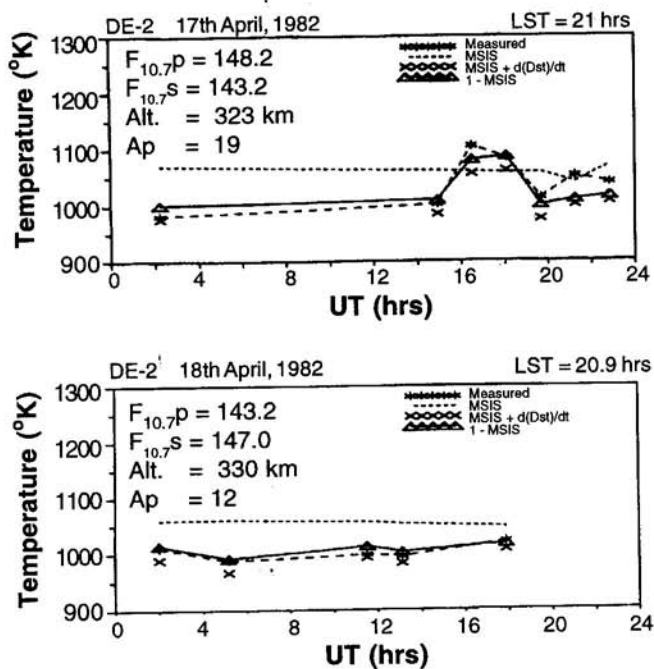 DE-2 17th April, 1982 LST = 21 hrs
1300
1200
1100
1000
900
Temperature (°K)
F10.7p = 148.2
F10.7s = 143.2
Alt. = 323 km
Ap = 19
Measured
MSIS
MSIS + d(Dst)/dt
1 - MSIS
0 4 8 12 16 20 24
UT (hrs)
DE-2 18th April, 1982 LST = 20.9 hrs
1300
1200
1100
1000
900
Temperature (°K)
F10.7p = 143.2
F10.7s = 147.0
Alt. = 330 km
Ap = 12
Measured
MSIS
MSIS + d(Dst)/dt
1 - MSIS
0 4 8 12 16 20 24
UT (hrs)